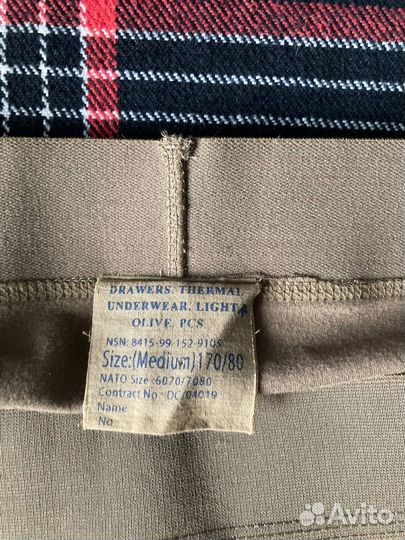 DRAWERS, THERMAL
UNDERWEAR, LIGHT
OLIVE, PCS
NSN: 8415-99-152-9105
Size:(Medium)170/80
NATO Size :6070/7080
Contract No : DC/04019
Name
No
Avito